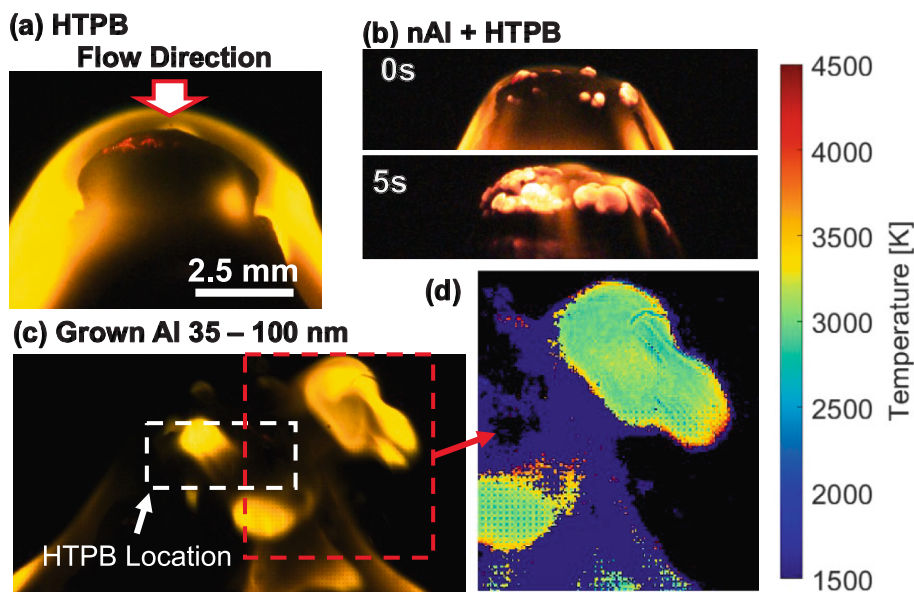 (a) HTPB
Flow Direction
2.5 mm
(b) nAl + HTPB
0s
5s
(c) Grown Al 35 – 100 nm
HTPB Location
(d)
4500
4000
3500
3000
2500
2000
1500
Temperature [K]